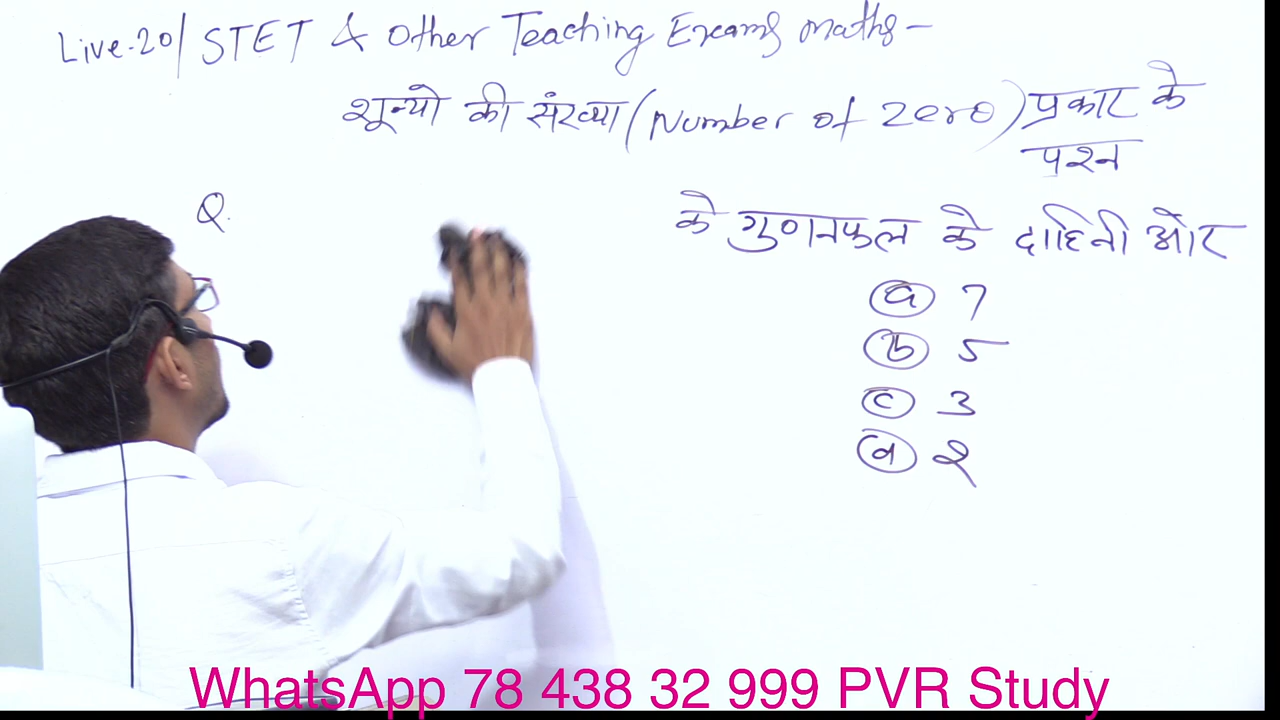 Live-20/ STET & Other Teaching Exams Maths –
शून्यो की संख्या (Number of Zero) प्रकार के
प्रश्न
Q. के गुणनफल के दाहिनी ओर
(a) 7
(b) 5
(c) 3
(d) २
WhatsApp 78 438 32 999 PVR Study